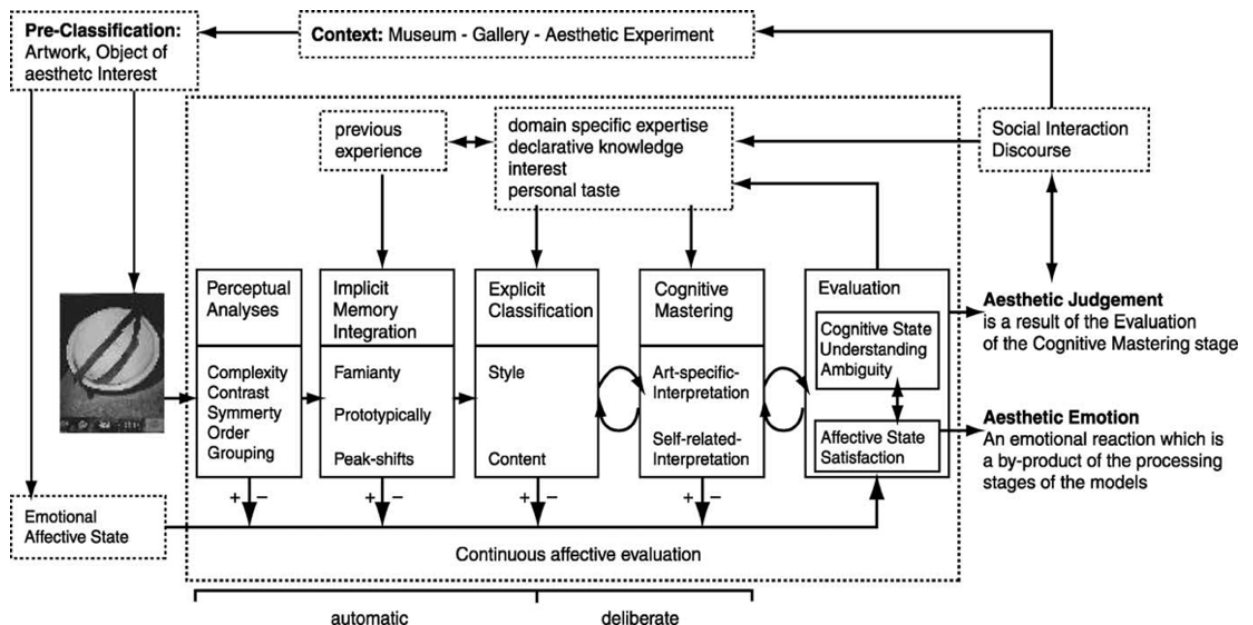 Pre-Classification:
Artwork, Object of
aesthetc Interest
Context: Museum - Gallery - Aesthetic Experiment
previous
experience
domain specific expertise
declarative knowledge
interest
personal taste
Social Interaction
Discourse
Perceptual
Analyses
Complexity
Contrast
Symmerty
Order
Grouping
Implicit
Memory
Integration
Famianty
Prototypically
Peak-shifts
Explicit
Classification
Style
Content
Cognitive
Mastering
Art-specific-
Interpretation
Self-related-
Interpretation
Evaluation
Cognitive State
Understanding
Ambiguity
Affective State
Satisfaction
Aesthetic Judgement
is a result of the Evaluation
of the Cognitive Mastering stage
Aesthetic Emotion
An emotional reaction which is
a by-product of the processing
stages of the models
+ −
+ −
+ −
+ −
Emotional
Affective State
Continuous affective evaluation
automatic
deliberate